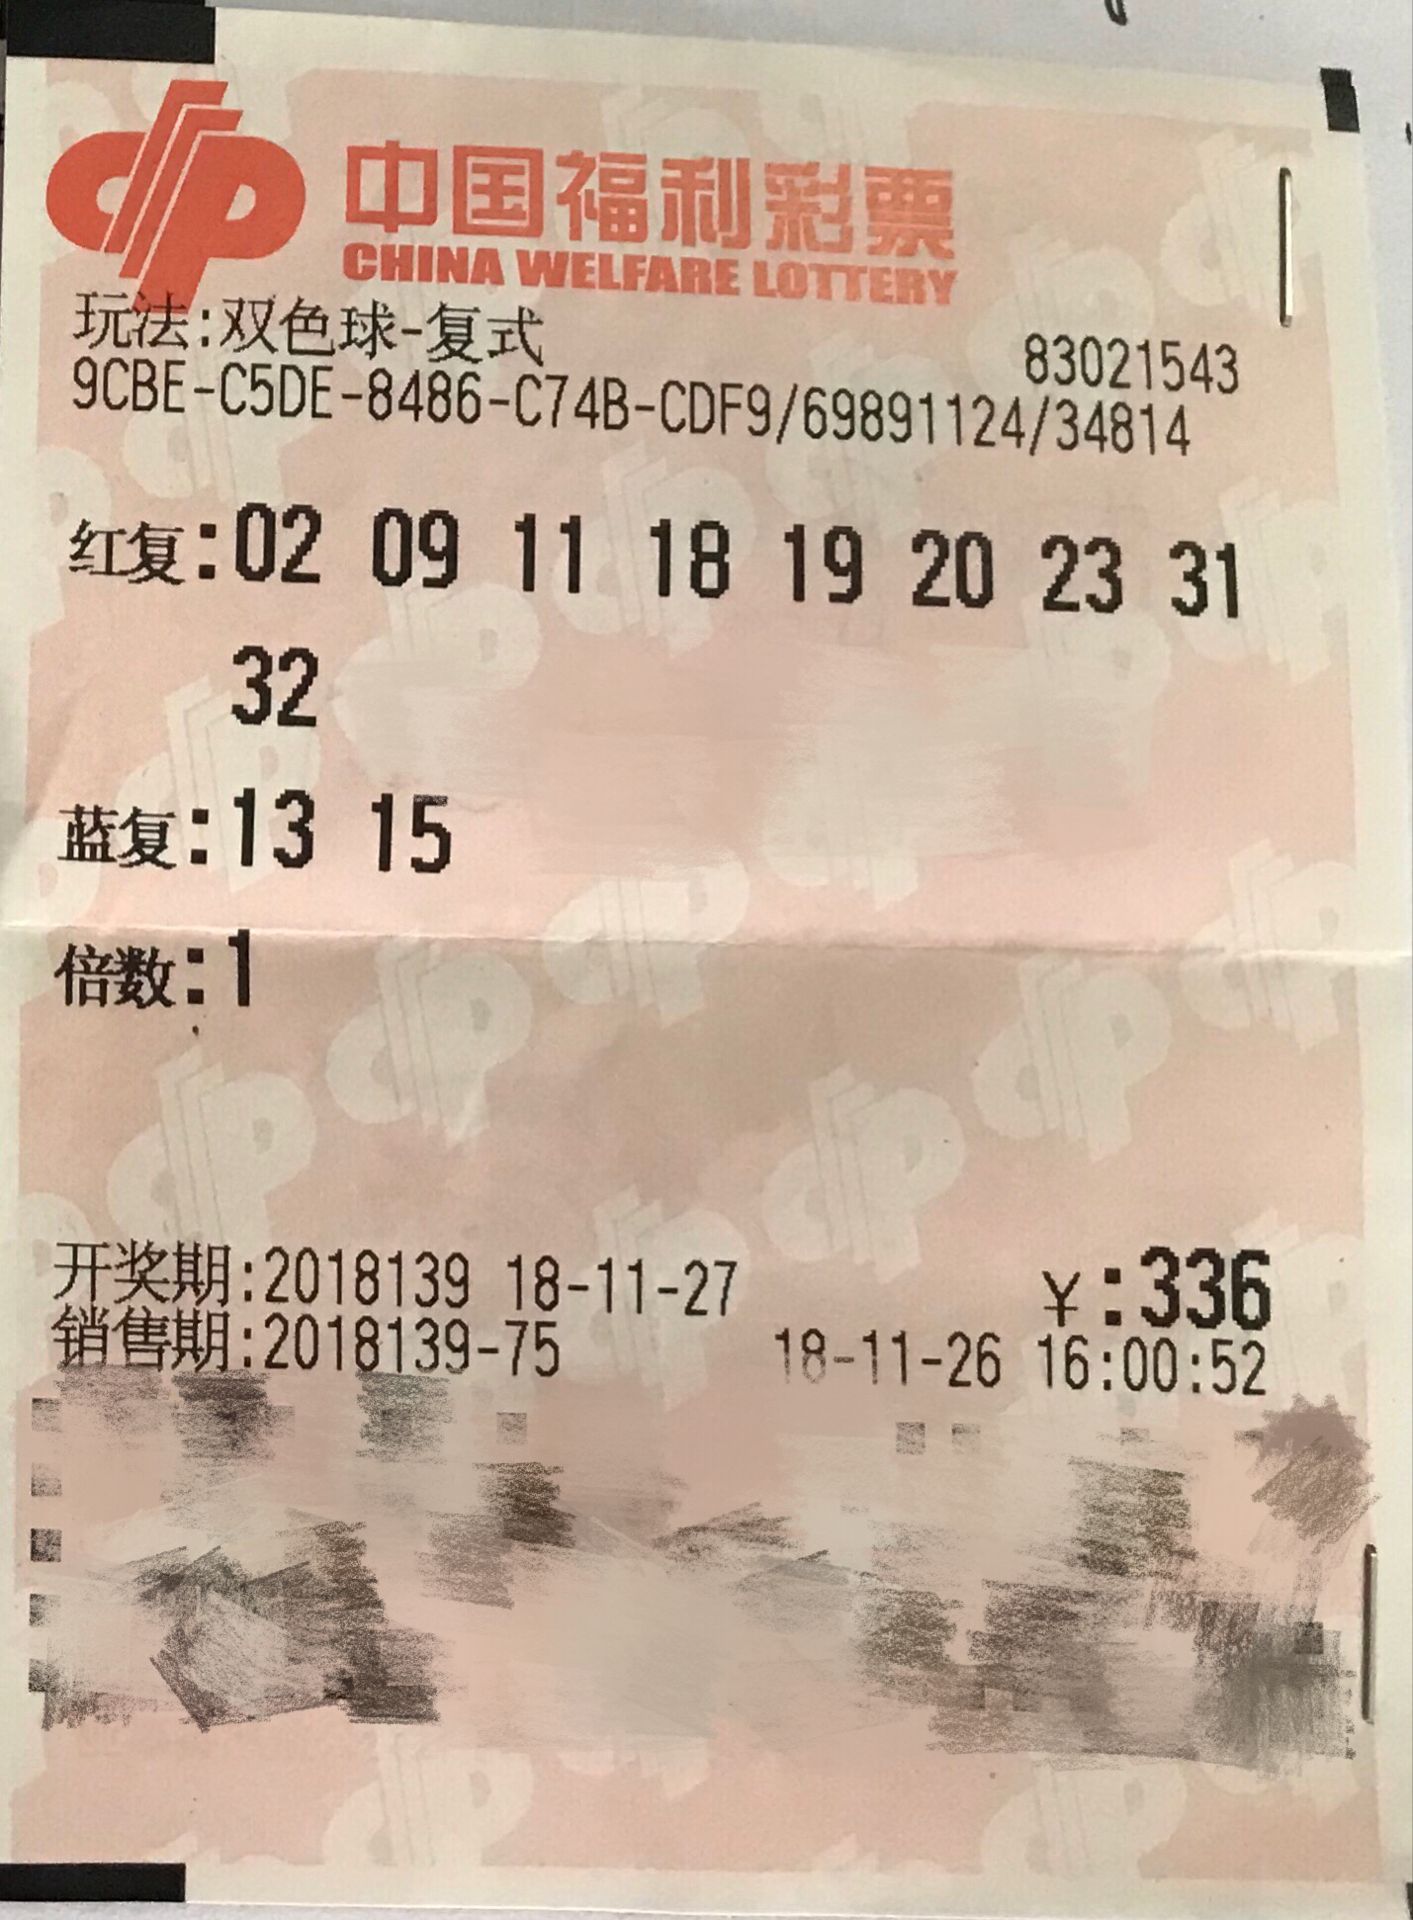 中国福利彩票
CHINA WELFARE LOTTERY
玩法:双色球-复式
83021543
9CBE-C5DE-8486-C74B-CDF9/69891124/34814
红复:02 09 11 18 19 20 23 31
32
蓝复:13 15
倍数:1
开奖期:2018139 18-11-27 ¥:336
销售期:2018139-75 18-11-26 16:00:52